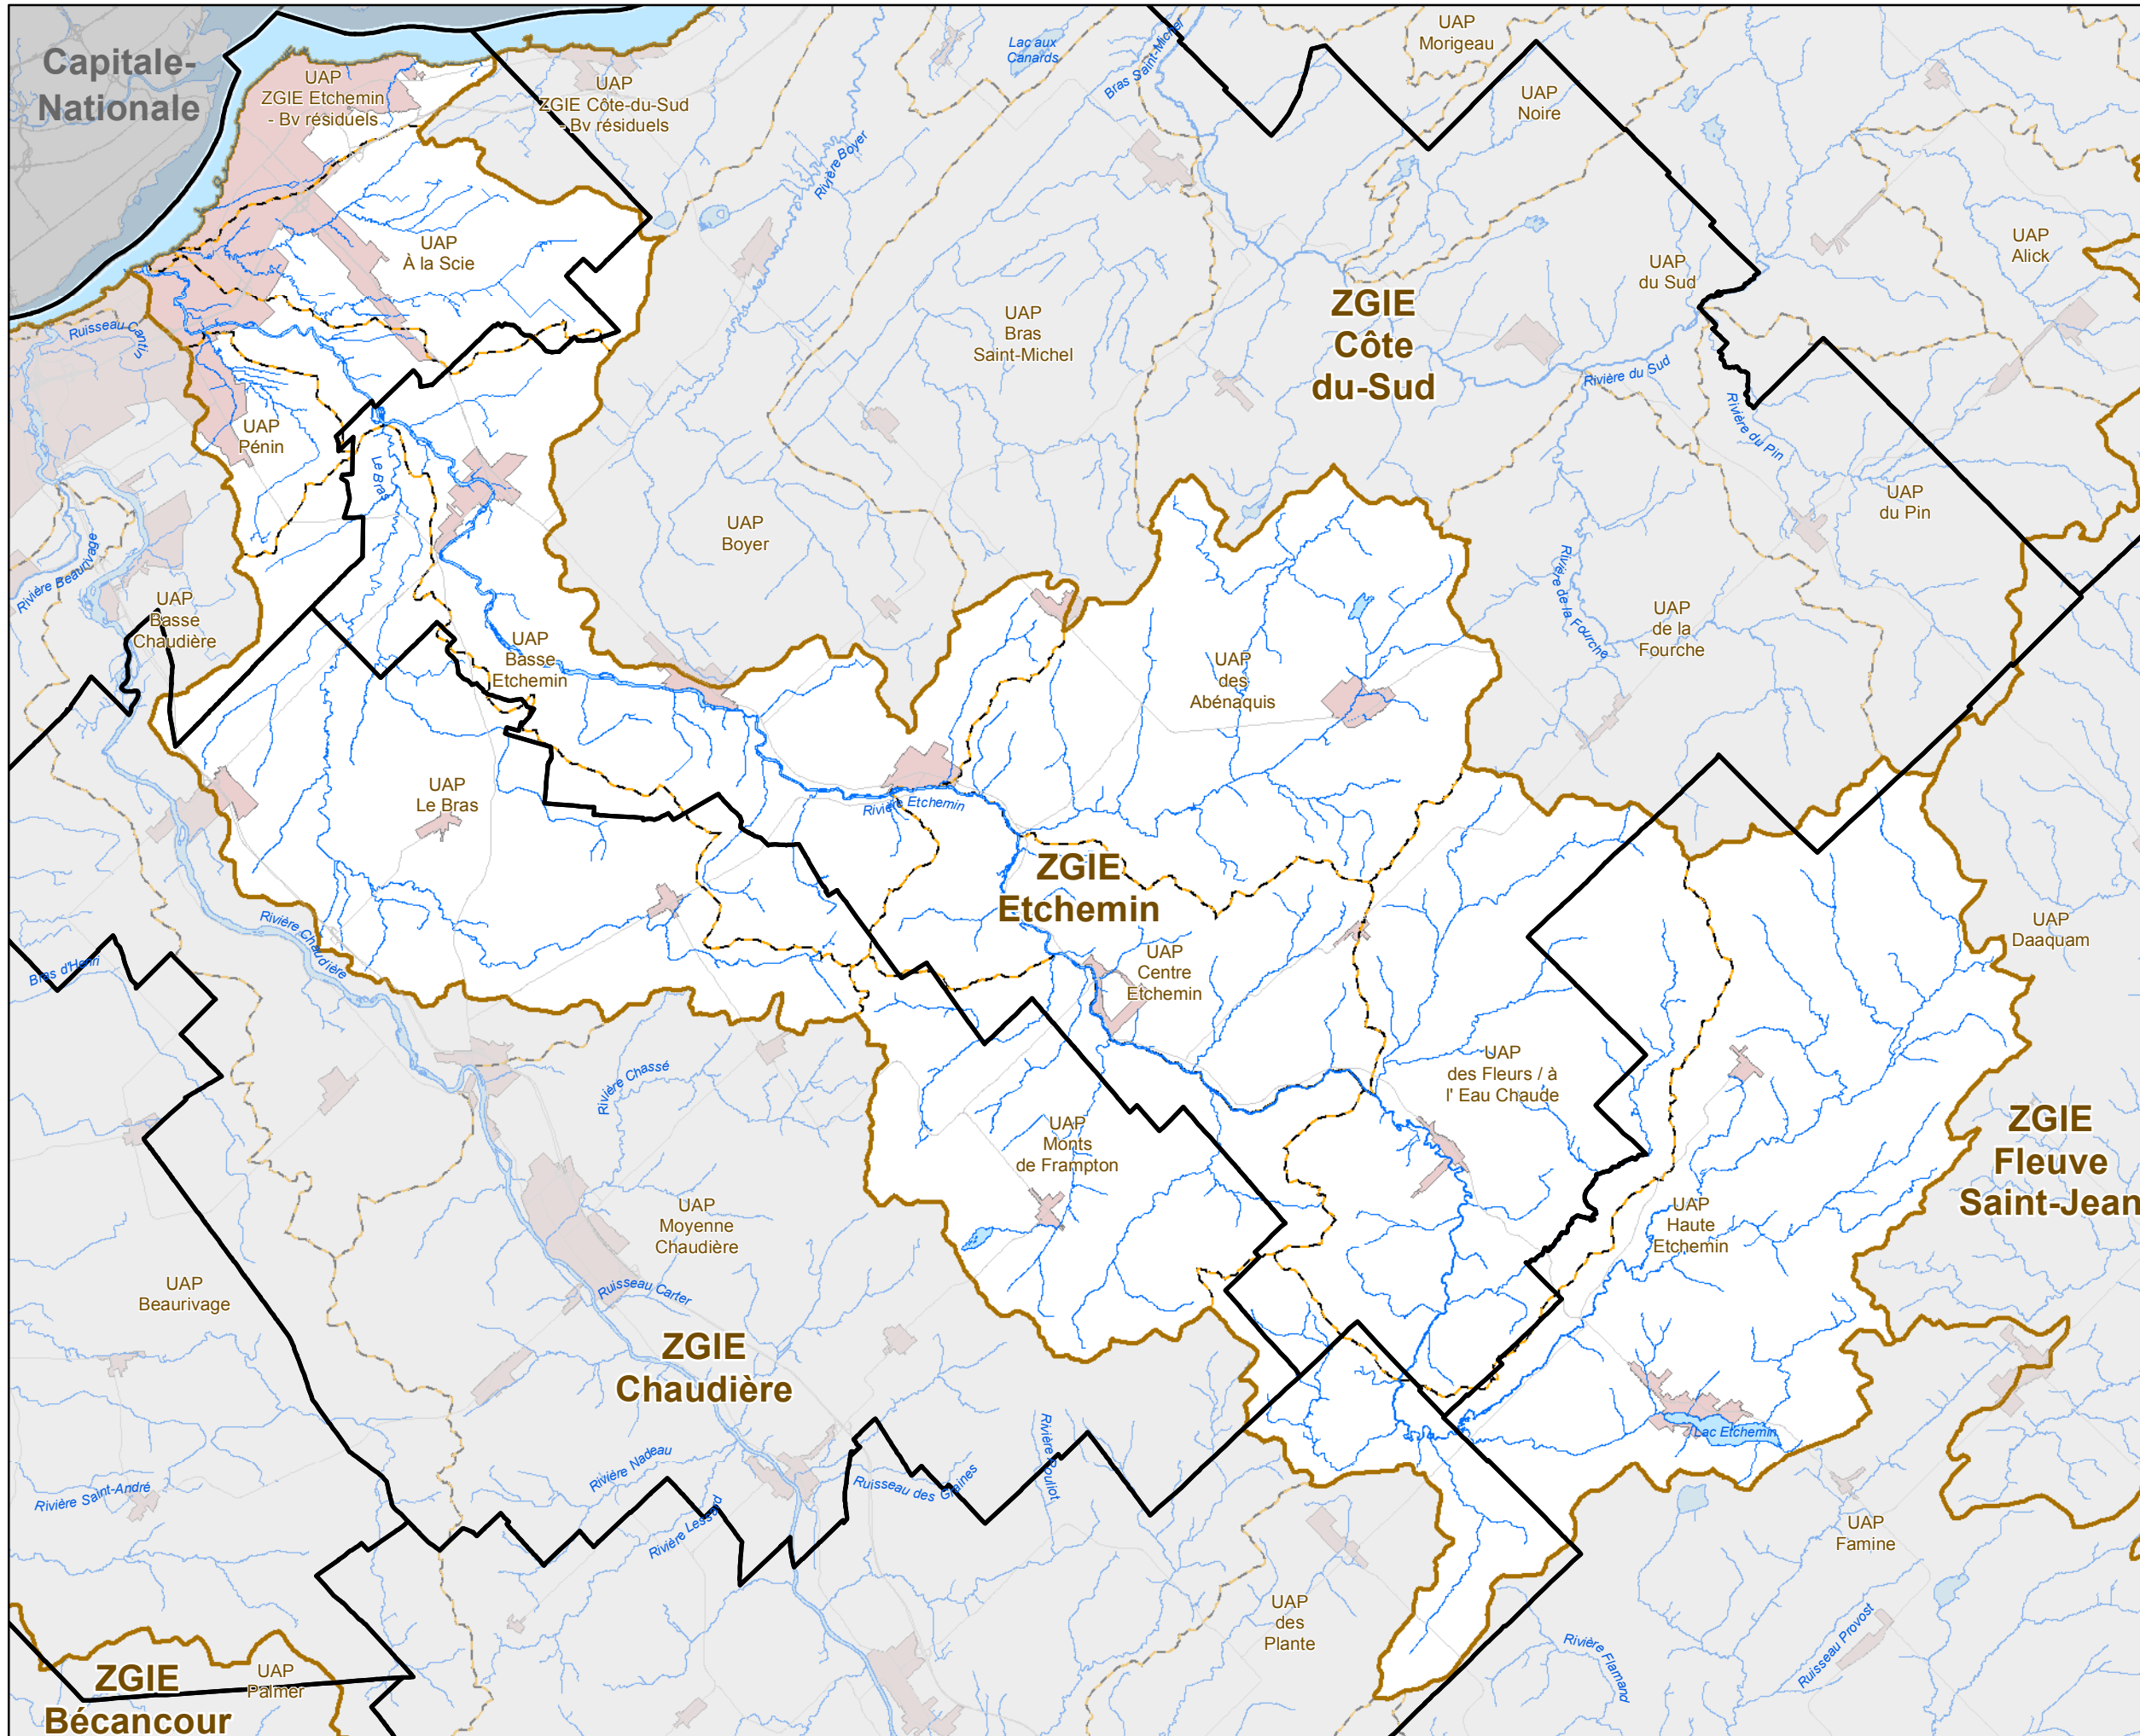 Capitale-
Nationale
UAP
ZGIE Etchemin
- Bv résiduels
UAP
ZGIE Côte-du-Sud
- Bv résiduels
Lac aux
Canards
Bras Saint-Michel
UAP
Morigeau
UAP
Noire
Rivière Boyer
UAP
À la Scie
UAP
du Sud
UAP
Alick
ZGIE
Côte
du-Sud
UAP
Bras
Saint-Michel
Ruisseau Cantin
Rivière du Sud
Rivière du Pin
UAP
Pénin
Le Bras
UAP
du Pin
UAP
Boyer
Rivière Beaurivage
Rivière de la Fourche
UAP
Basse
Chaudière
UAP
de la
Fourche
UAP
Basse
Etchemin
UAP
des
Abénaquis
UAP
Le Bras
Rivière Etchemin
ZGIE
Etchemin
Rivière Chaudière
Bras d'Henri
UAP
Daaquam
UAP
Centre
Etchemin
Rivière Chassé
UAP
des Fleurs / à
l' Eau Chaude
UAP
Monts
de Frampton
ZGIE
Fleuve
Saint-Jean
UAP
Moyenne
Chaudière
UAP
Haute
Etchemin
UAP
Beaurivage
Ruisseau Carter
ZGIE
Chaudière
Lac Etchemin
Rivière Nadeau
Ruisseau des Graines
Rivière Pouliot
Rivière Saint-André
Rivière Lessard
UAP
Famine
UAP
des
Plante
Rivière Flamand
Ruisseau Provost
ZGIE
Bécancour
UAP
Palmer